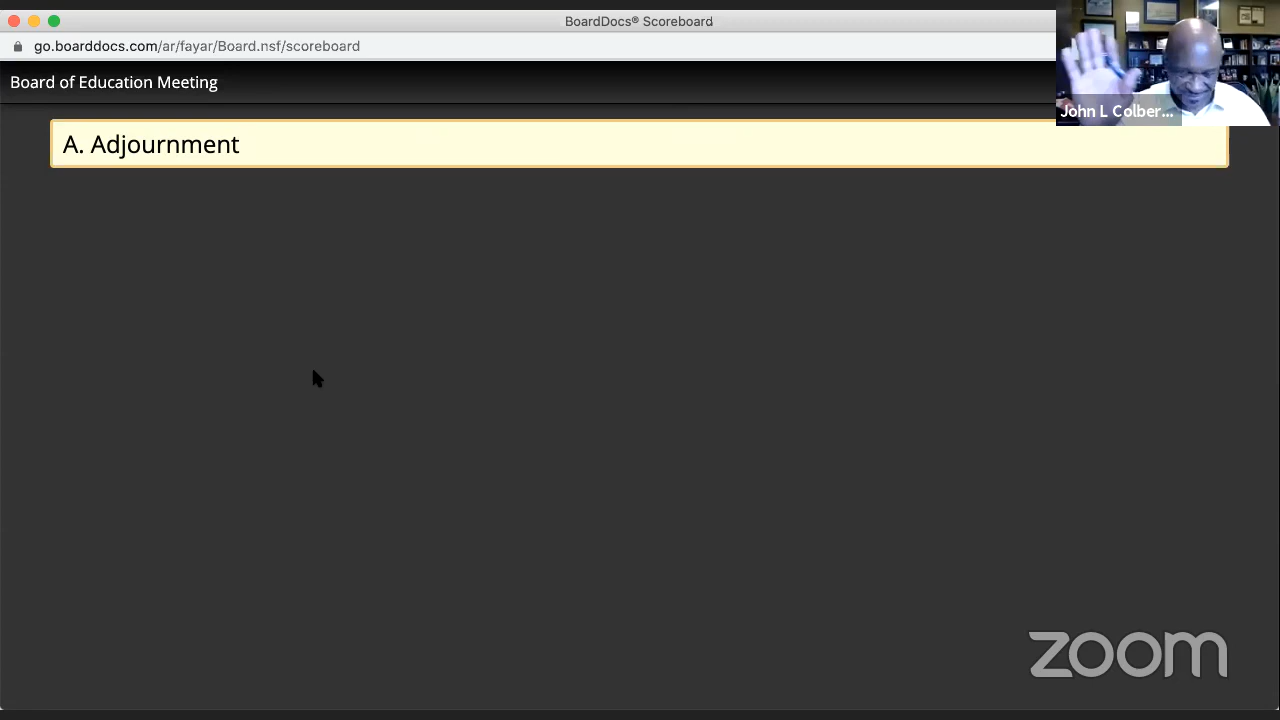 BoardDocs® Scoreboard
go.boarddocs.com/ar/fayar/Board.nsf/scoreboard
Board of Education Meeting
John L Colber...
A. Adjournment
zoom